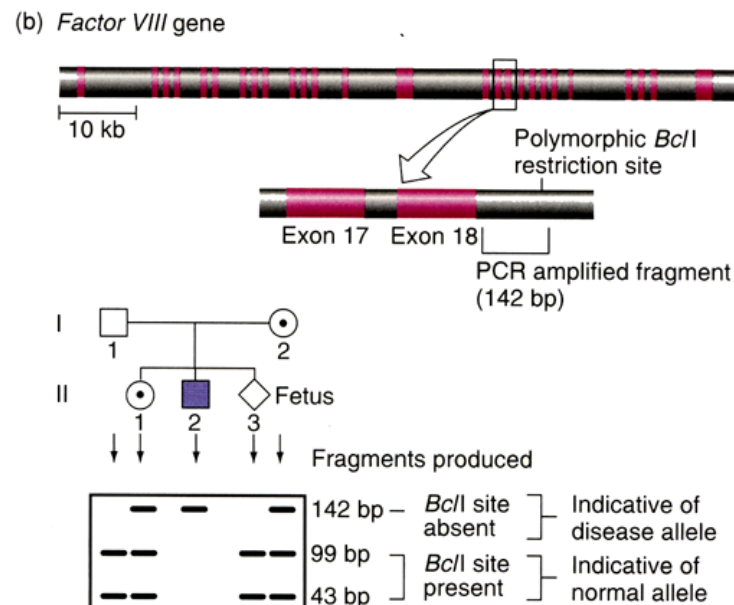 (b) Factor VIII gene
10 kb
Polymorphic BclI
restriction site
Exon 17 Exon 18
PCR amplified fragment
(142 bp)
I
1 2
II Fetus
1 2 3
Fragments produced
142 bp – BclI site
absent
Indicative of
disease allele
99 bp
43 bp
BclI site
present
Indicative of
normal allele